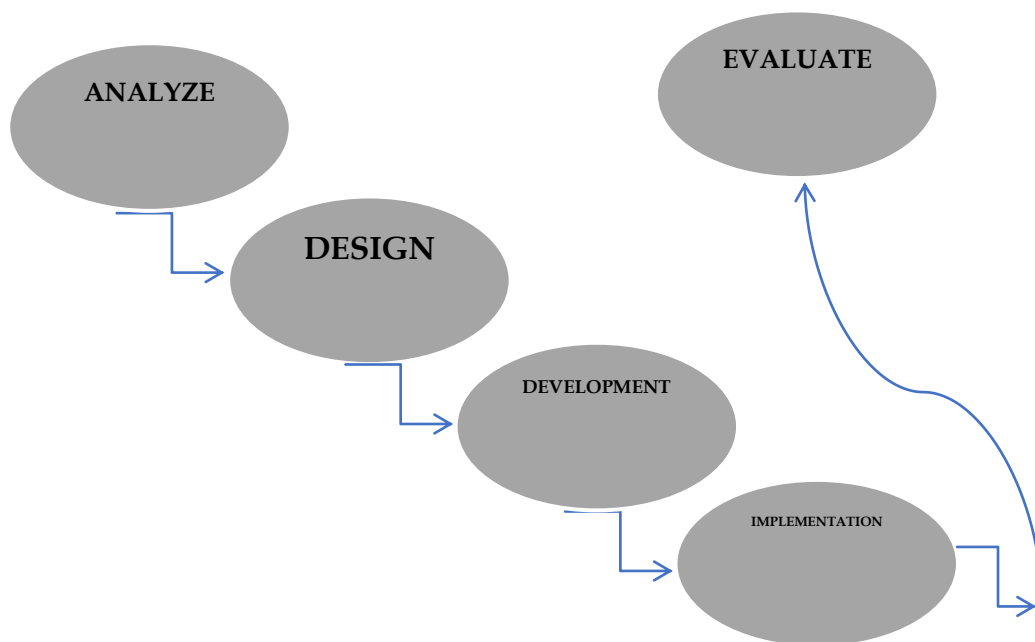 ANALYZE
EVALUATE
DESIGN
DEVELOPMENT
IMPLEMENTATION